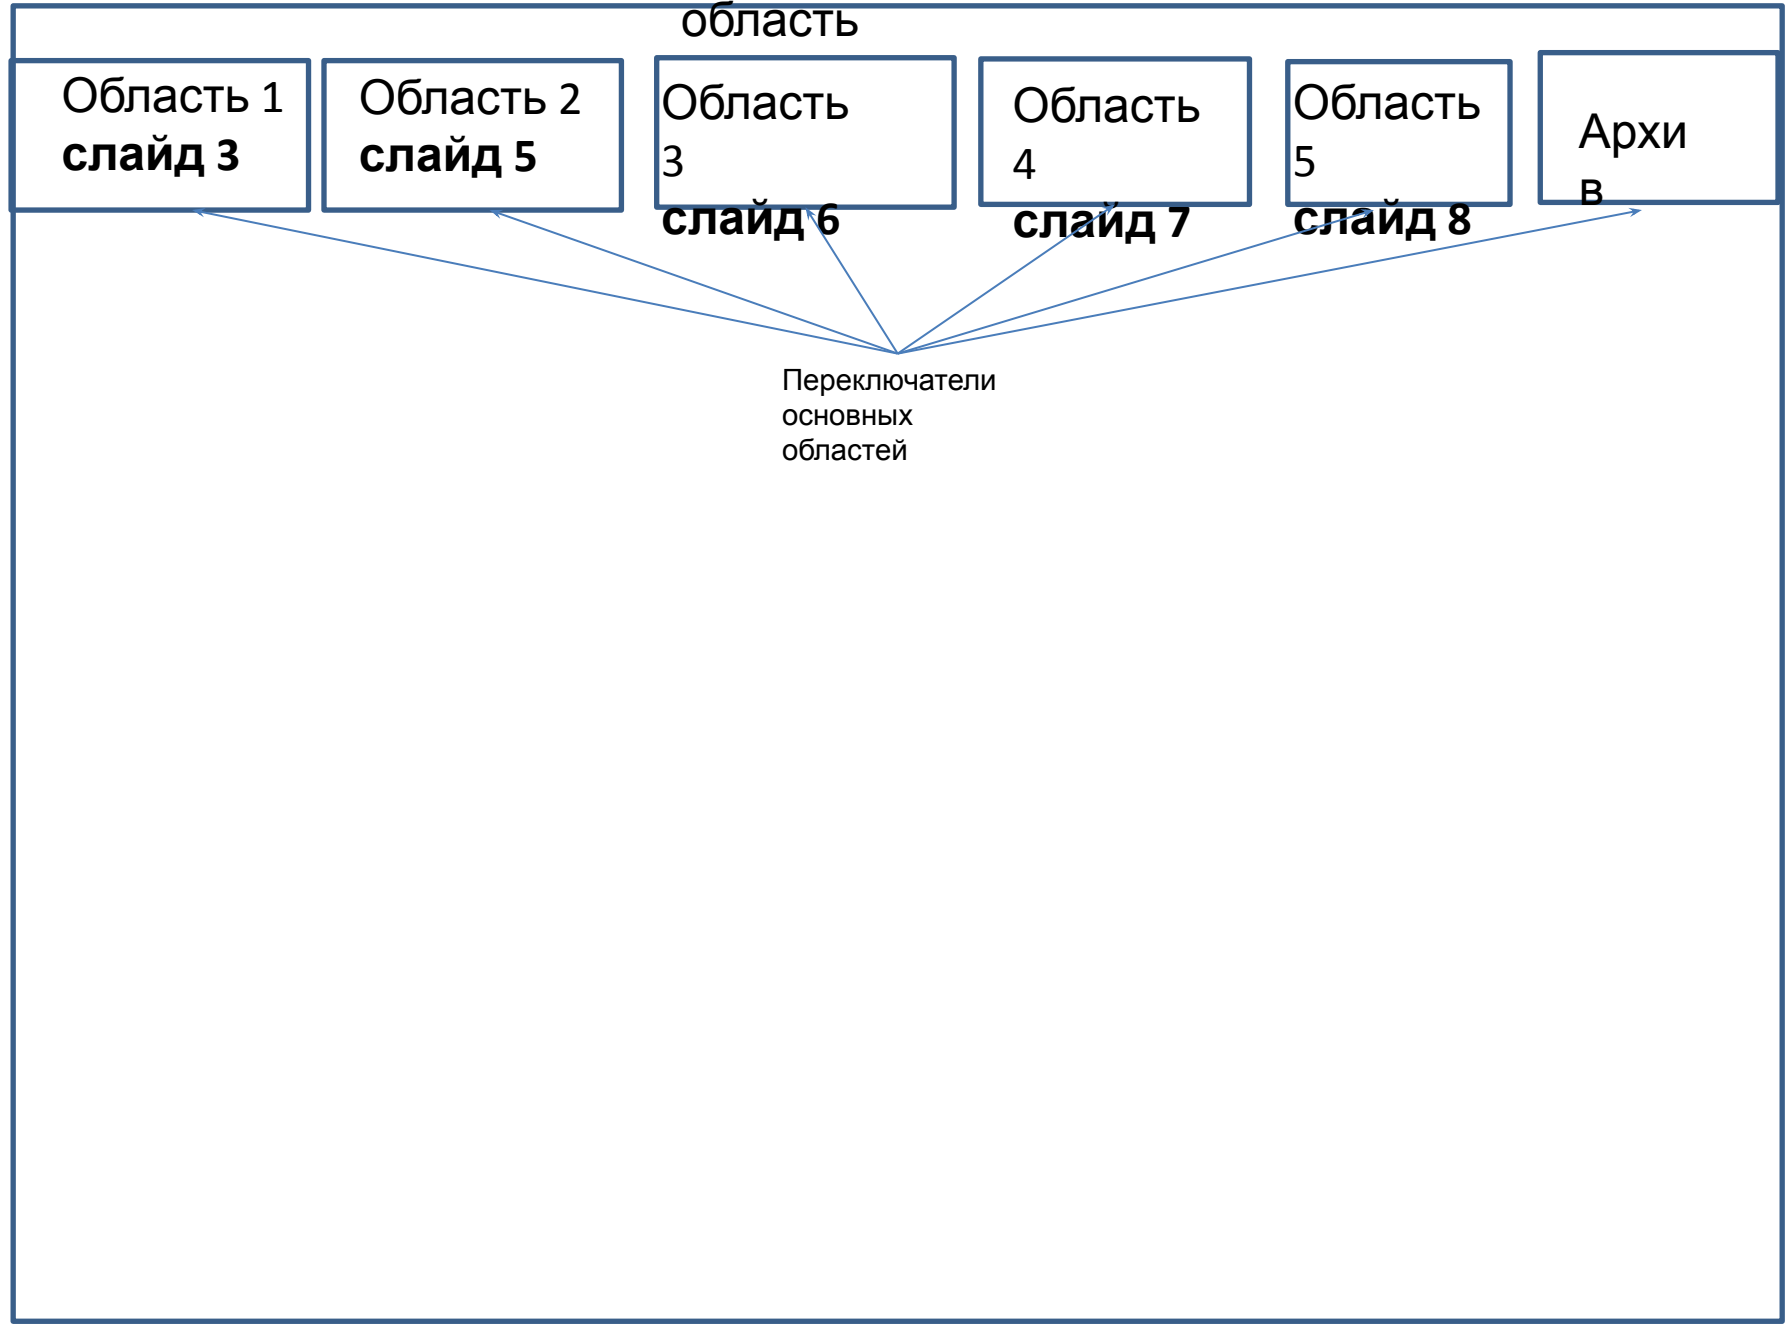 область
Область 1
слайд 3
Область 2
слайд 5
Область
3
слайд 6
Область
4
слайд 7
Область
5
слайд 8
Архи
в
Переключатели
основных
областей